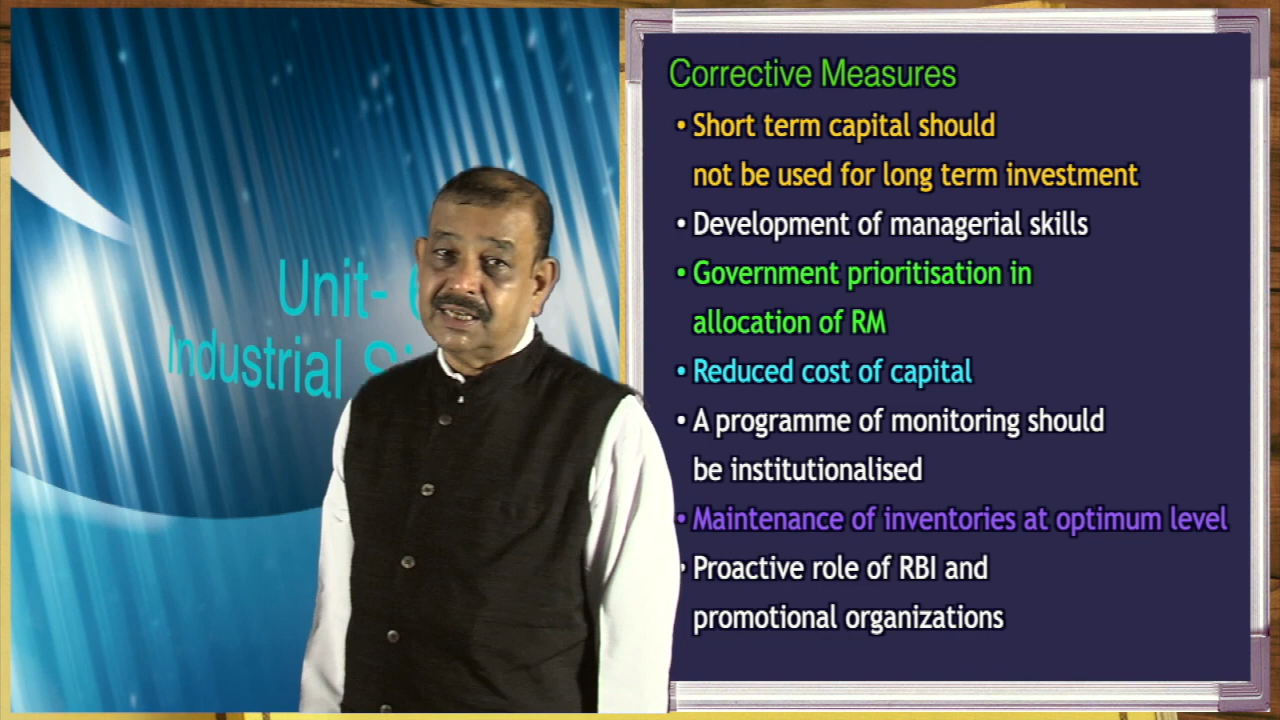 Unit-
Industrial
Corrective Measures
• Short term capital should
not be used for long term investment
• Development of managerial skills
• Government prioritisation in
allocation of RM
• Reduced cost of capital
• A programme of monitoring should
be institutionalised
• Maintenance of inventories at optimum level
• Proactive role of RBI and
promotional organizations